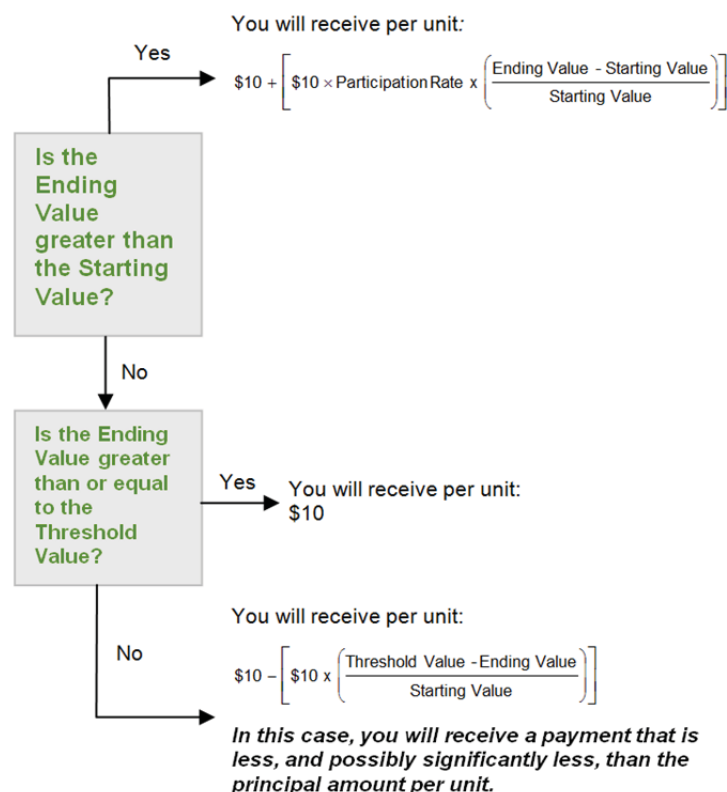 You will receive per unit:
Yes
$10 + [ $10 × Participation Rate x ( Ending Value - Starting Value
Starting Value ) ]
Is the
Ending
Value
greater than
the Starting
Value?
No
Is the Ending
Value greater
than or equal
to the
Threshold
Value?
Yes
You will receive per unit:
$10
You will receive per unit:
No
$10 – [ $10 x ( Threshold Value - Ending Value
Starting Value ) ]
In this case, you will receive a payment that is
less, and possibly significantly less, than the
principal amount per unit.